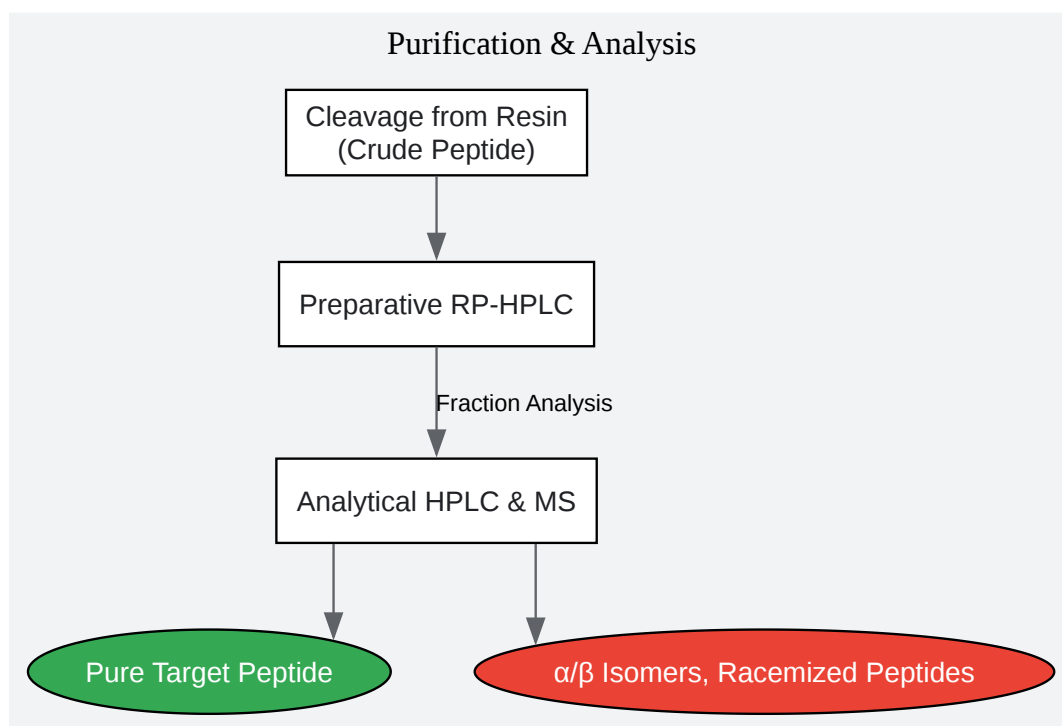 Purification & Analysis
Cleavage from Resin
(Crude Peptide)
Preparative RP-HPLC
Fraction Analysis
Analytical HPLC & MS
Pure Target Peptide
α/β Isomers, Racemized Peptides